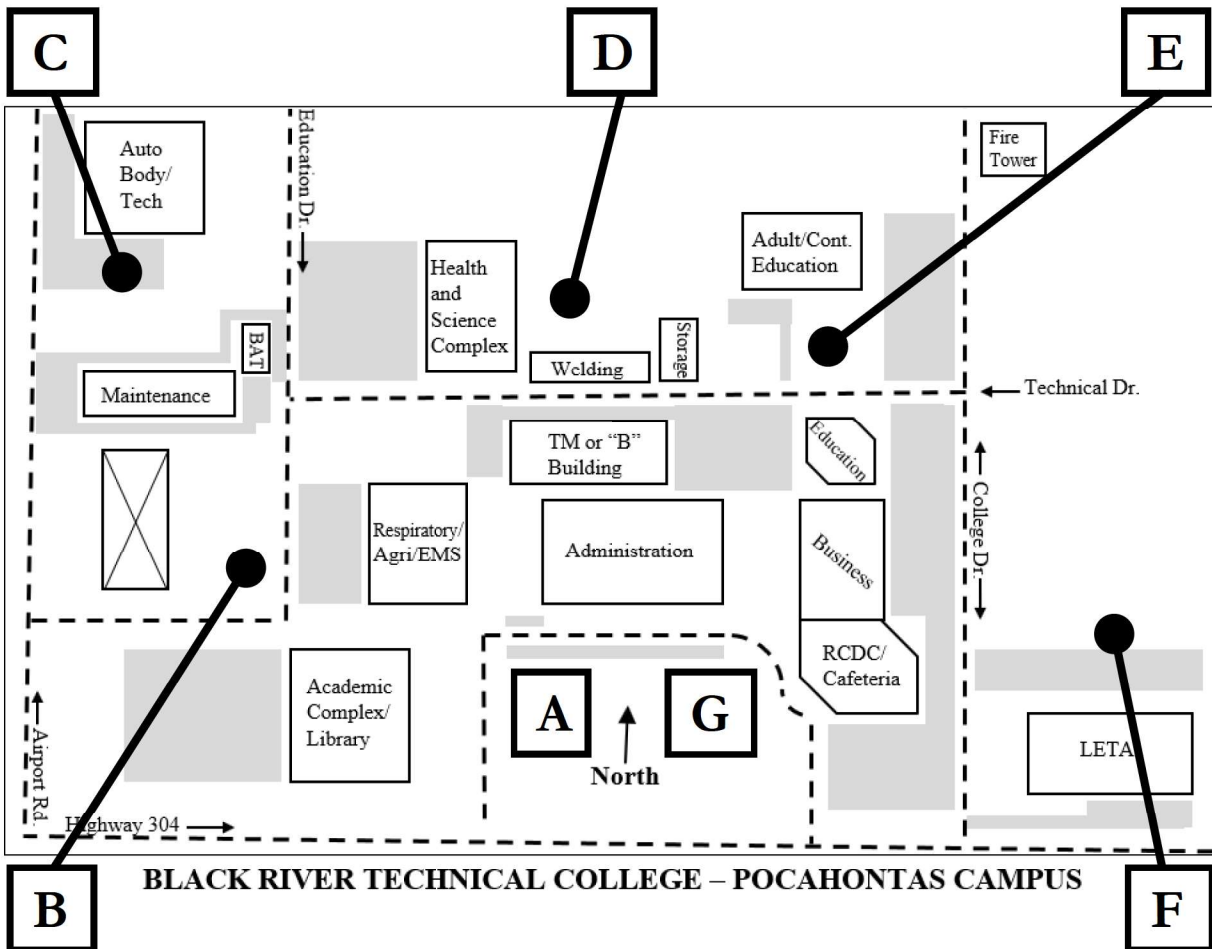 C
D
E
Education Dr.
Auto
Body/
Tech
Fire
Tower
Adult/Cont.
Education
Health
and
Science
Complex
BAT
Storage
Welding
Maintenance
Technical Dr.
TM or “B”
Building
Education
College Dr.
Respiratory/
Agri/EMS
Administration
Business
RCDC/
Cafeteria
Academic
Complex/
Library
A
G
North
LETA
Airport Rd.
Highway 304
BLACK RIVER TECHNICAL COLLEGE – POCAHONTAS CAMPUS
B
F